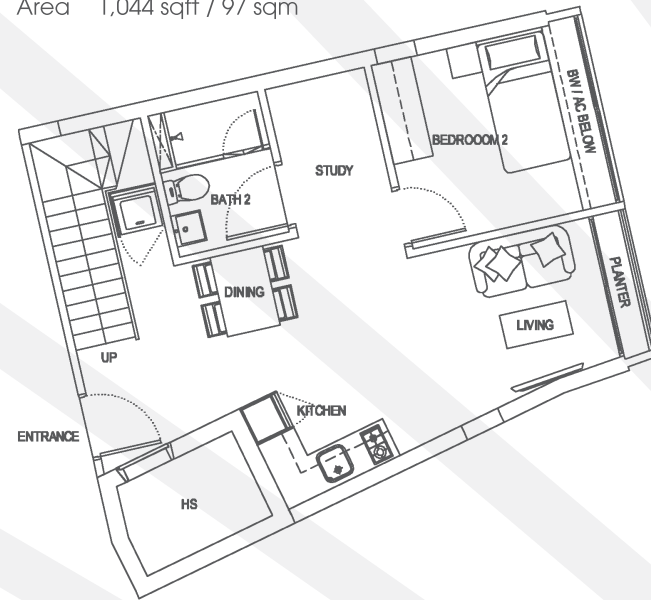 Area 1,044 sqft / 97 sqm
BW / AC BELOW
BEDROOOM 2
STUDY
BATH 2
PLANTER
DINING
LIVING
UP
KITCHEN
ENTRANCE
HS